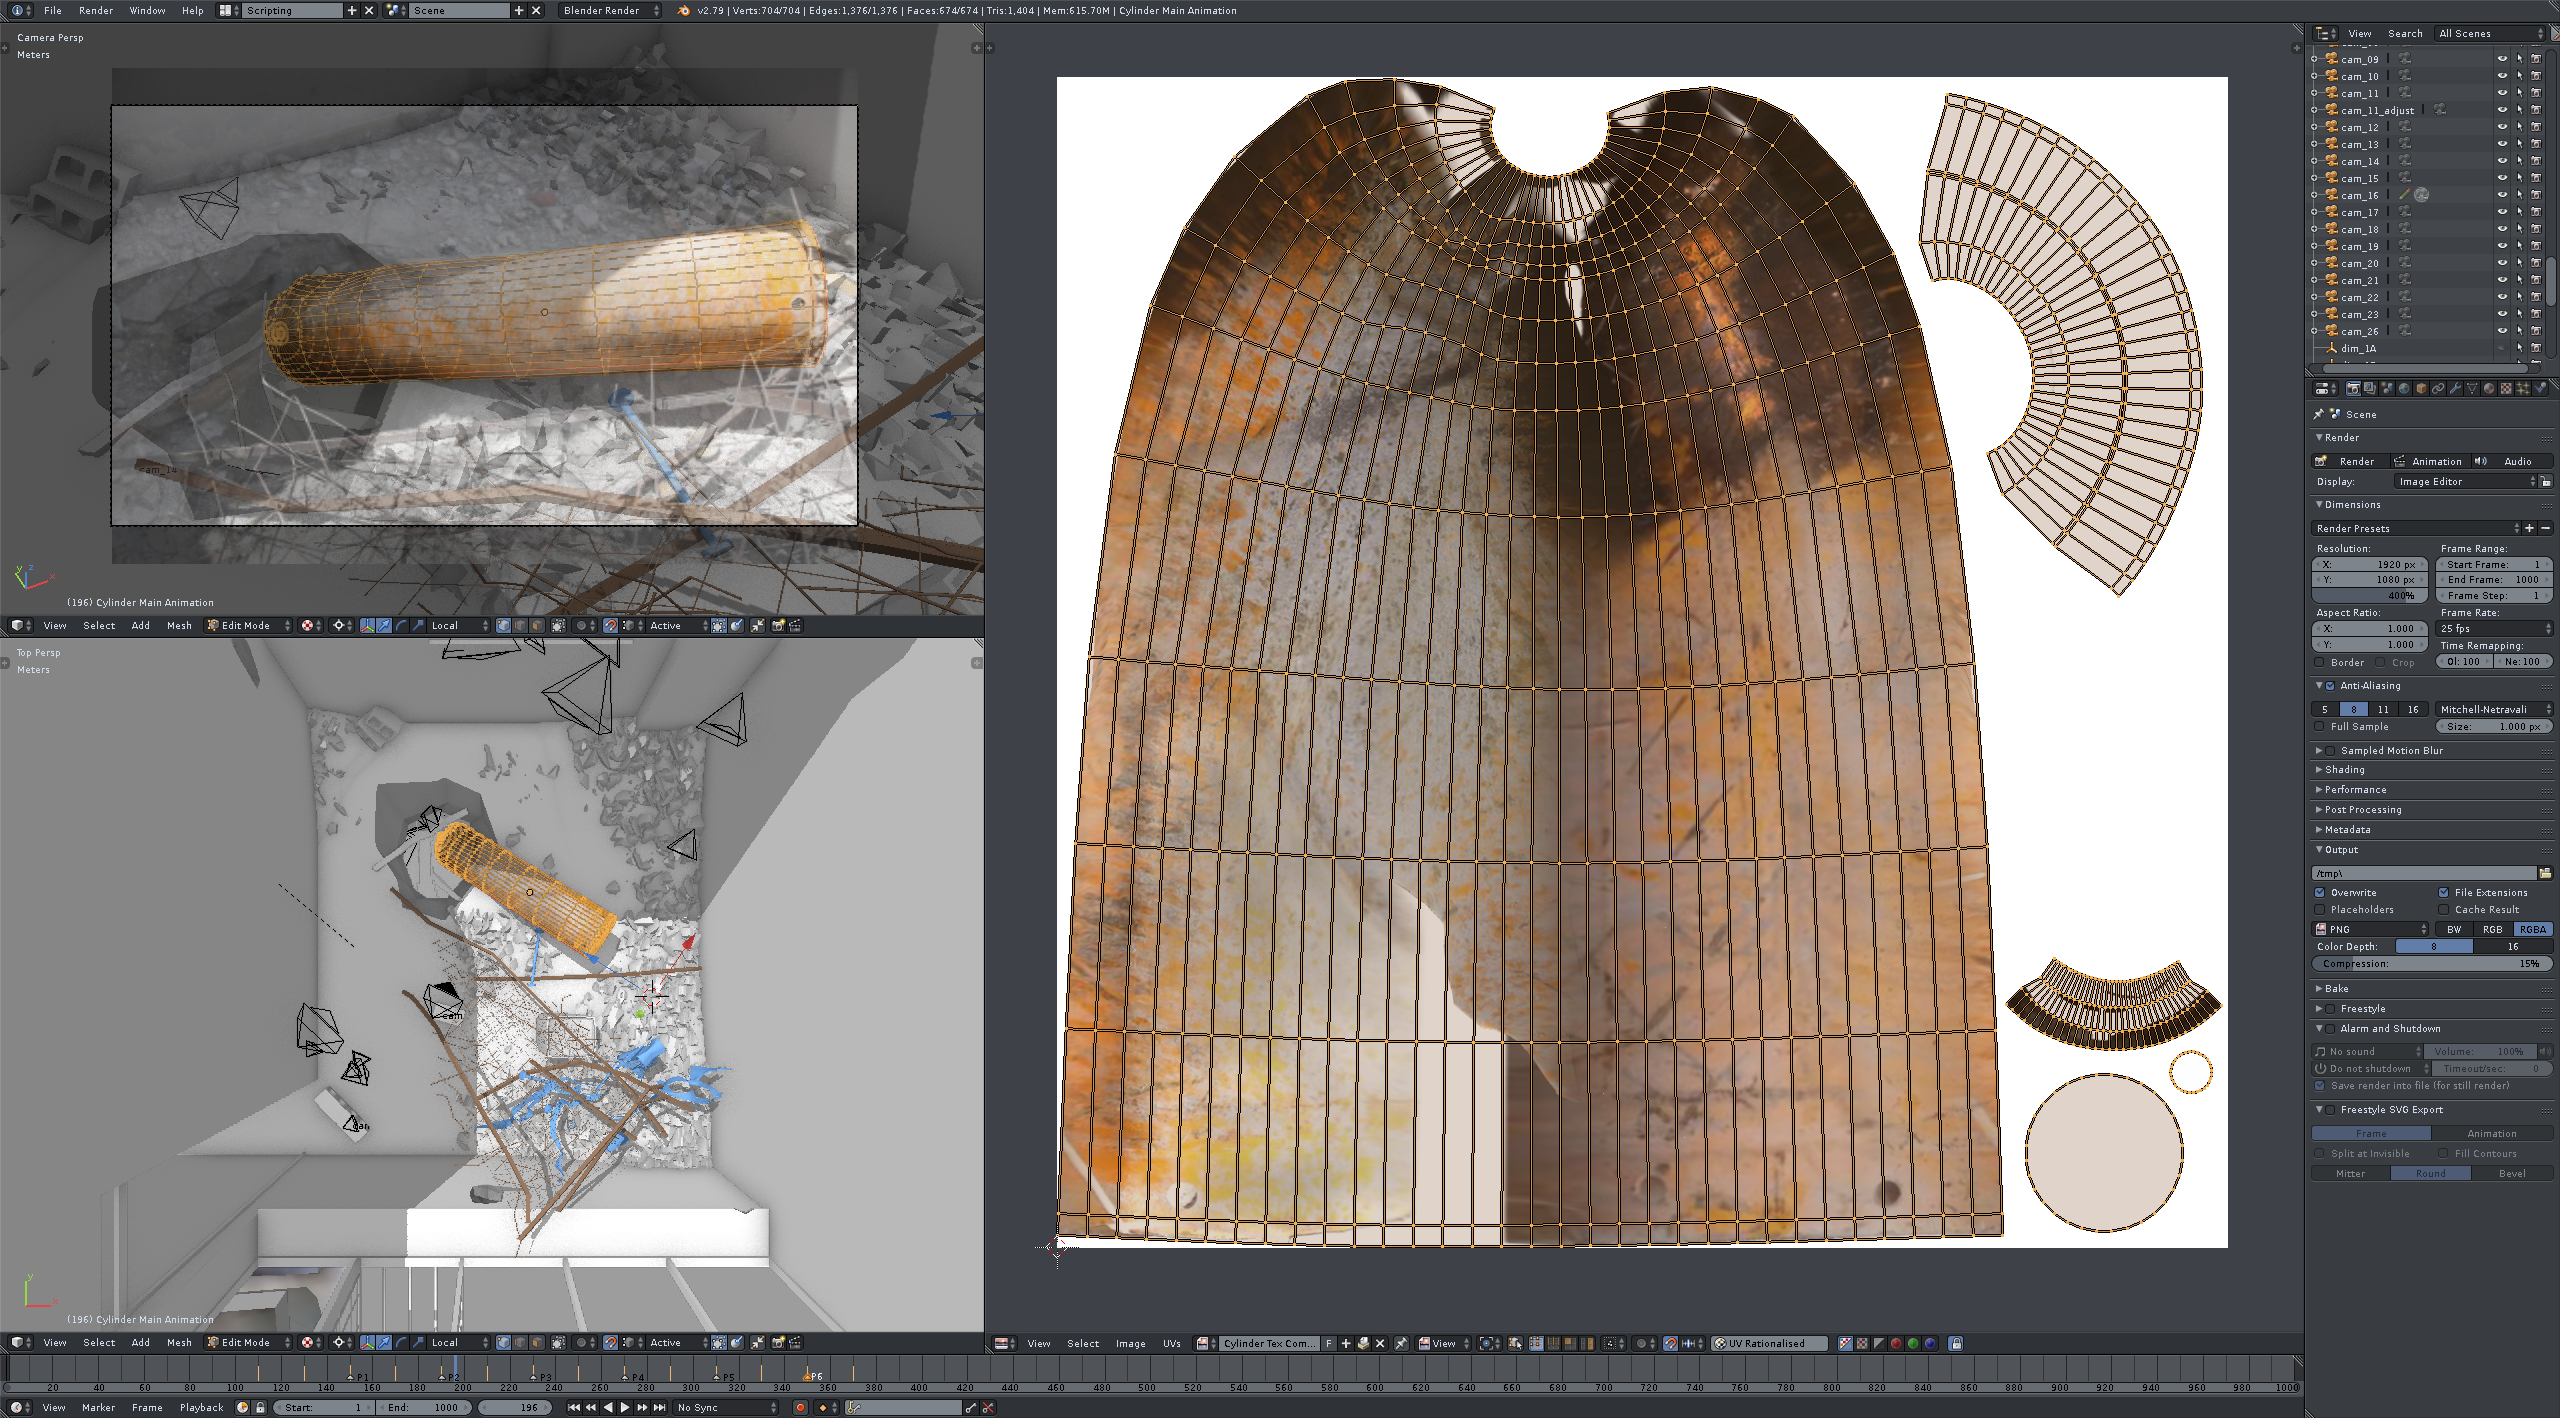 File Render Window Help Scripting Scene Blender Render v2.79 | Verts:704/704 | Edges:1,376/1,376 | Faces:674/674 | Tris:1,404 | Mem:615.70M | Cylinder Main Animation
Camera Persp
Meters
cam_14
(196) Cylinder Main Animation
View Select Add Mesh Edit Mode Local Active
Top Persp
Meters
(196) Cylinder Main Animation
View Select Add Mesh Edit Mode Local Active
View Select Image UVs Cylinder Tex Com... F View UV Rationalised
View Search All Scenes
cam_09
cam_10
cam_11
cam_11_adjust
cam_12
cam_13
cam_14
cam_15
cam_16
cam_17
cam_18
cam_19
cam_20
cam_21
cam_22
cam_23
cam_26
dim_1A
Scene
Render
Render Animation Audio
Display: Image Editor
Dimensions
Render Presets
Resolution: Frame Range:
X: 1920 px Start Frame: 1
Y: 1080 px End Frame: 1000
400% Frame Step: 1
Aspect Ratio: Frame Rate:
X: 1.000 25 fps
Y: 1.000 Time Remapping:
Border Crop Ol: 100 Ne: 100
Anti-Aliasing
5 8 11 16 Mitchell-Netravali
Full Sample Size: 1.000 px
Sampled Motion Blur
Shading
Performance
Post Processing
Metadata
Output
/tmp\
Overwrite File Extensions
Placeholders Cache Result
PNG BW RGB RGBA
Color Depth: 8 16
Compression: 15%
Bake
Freestyle
Alarm and Shutdown
No sound Volume: 100%
Do not shutdown Timeout/sec: 0
Save render into file (for still render)
Freestyle SVG Export
Frame Animation
Split at Invisible Fill Contours
Mitter Round Bevel
P1 P2 P3 P4 P5 P6
20 40 60 80 100 120 140 160 180 200 220 240 260 280 300 320 340 360 380 400 420 440 460 480 500 520 540 560 580 600 620 640 660 680 700 720 740 760 780 800 820 840 860 880 900 920 940 960 980 1000
View Marker Frame Playback Start: 1 End: 1000 196 No Sync